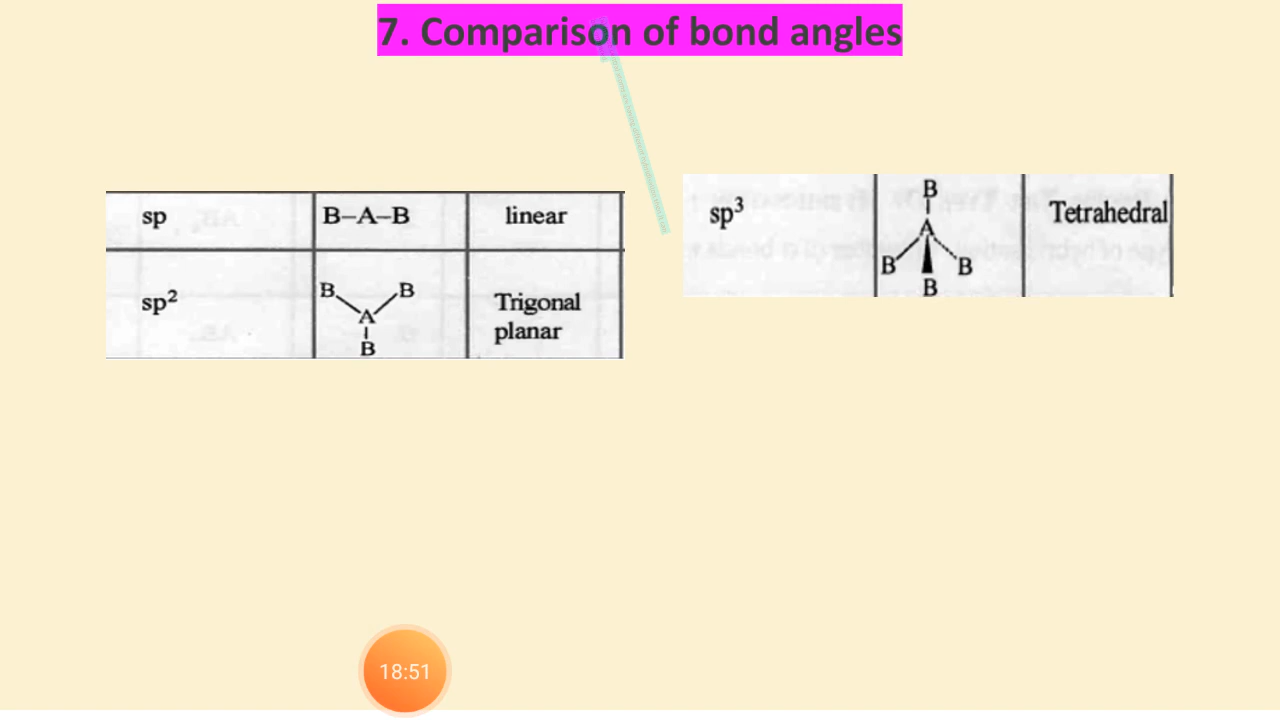 7. Comparison of bond angles
sp
B–A–B
linear
sp²
B B
A
B
Trigonal
planar
sp³
B
A
B B
B
Tetrahedral
18:51